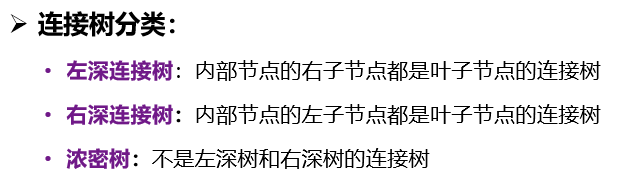 ➢ 连接树分类：
• 左深连接树：内部节点的右子节点都是叶子节点的连接树
• 右深连接树：内部节点的左子节点都是叶子节点的连接树
• 浓密树：不是左深树和右深树的连接树